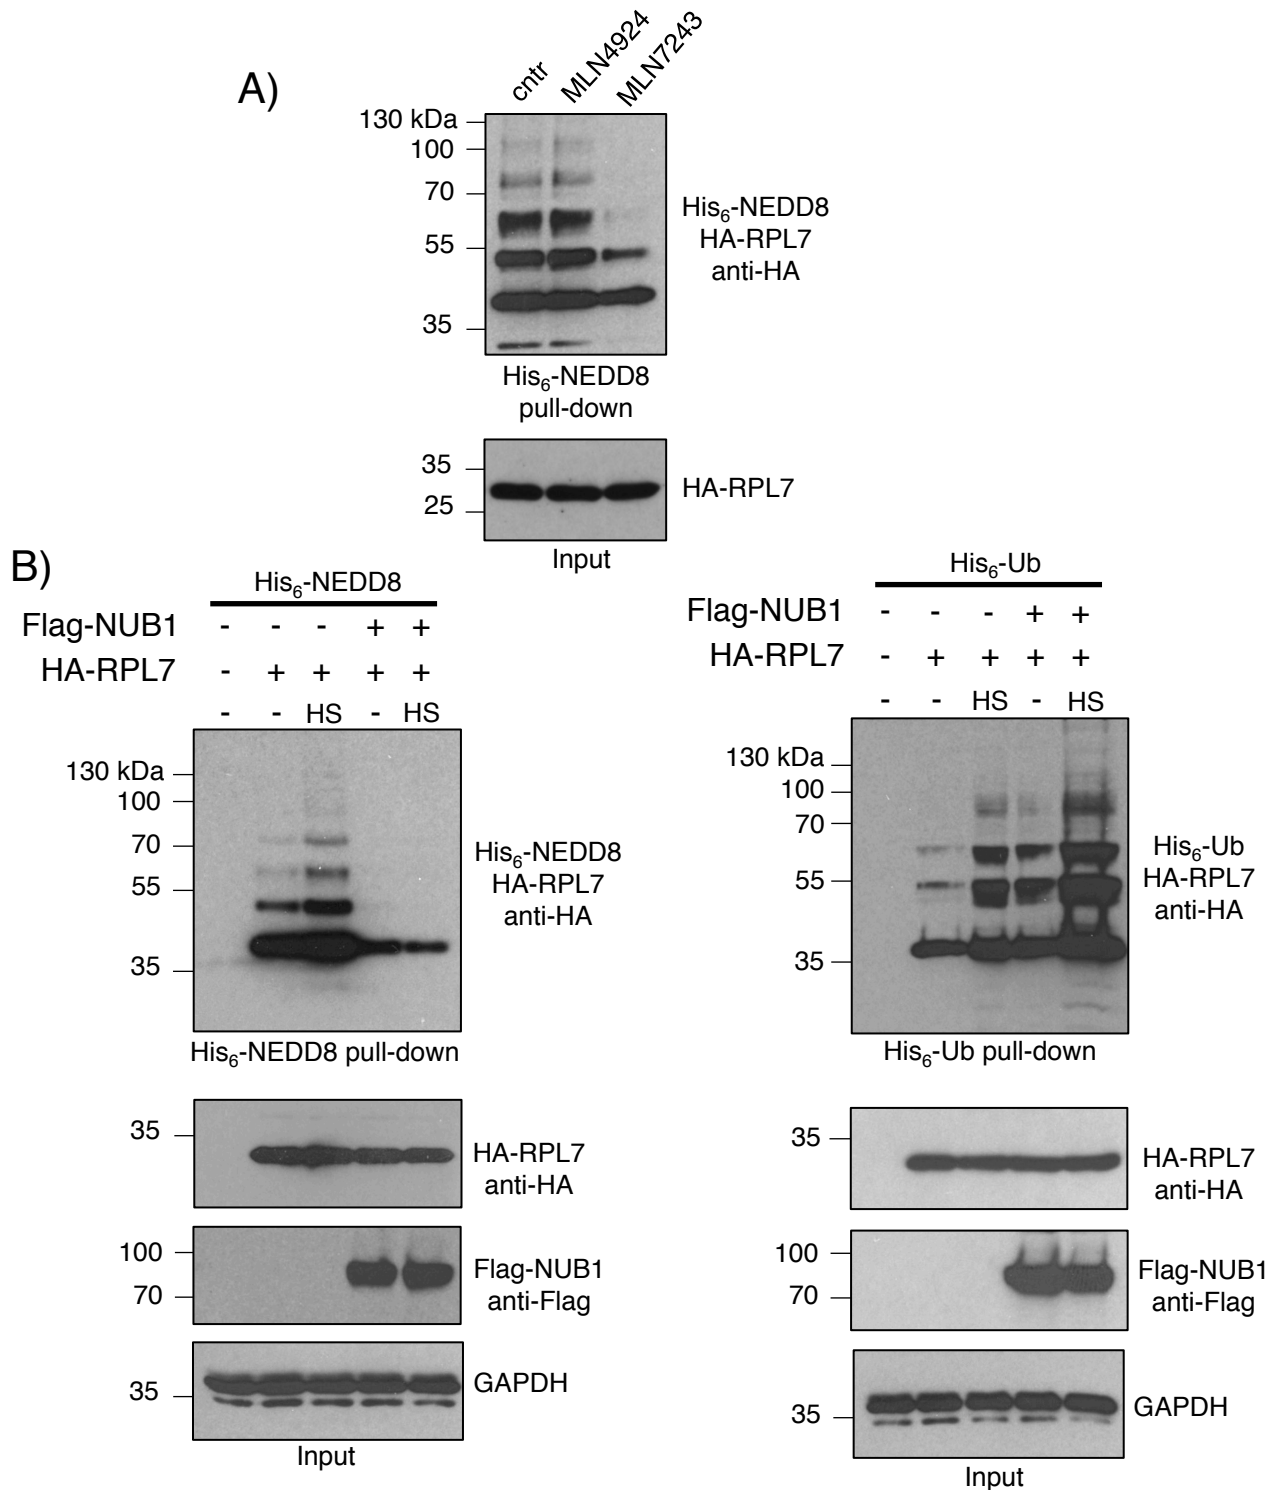 A)
cntr MLN4924 MLN7243
130 kDa
100
70
55
35
His6-NEDD8
HA-RPL7
anti-HA
His6-NEDD8
pull-down
35
25
HA-RPL7
Input
B)
His6-NEDD8
Flag-NUB1 - - - + +
HA-RPL7 - + + + +
- - HS - HS
130 kDa
100
70
55
35
His6-NEDD8
HA-RPL7
anti-HA
His6-NEDD8 pull-down
35
HA-RPL7
anti-HA
100
70
Flag-NUB1
anti-Flag
35
GAPDH
Input
His6-Ub
Flag-NUB1 - - - + +
HA-RPL7 - + + + +
- - HS - HS
130 kDa
100
70
55
35
His6-Ub
HA-RPL7
anti-HA
His6-Ub pull-down
35
HA-RPL7
anti-HA
100
70
Flag-NUB1
anti-Flag
35
GAPDH
Input